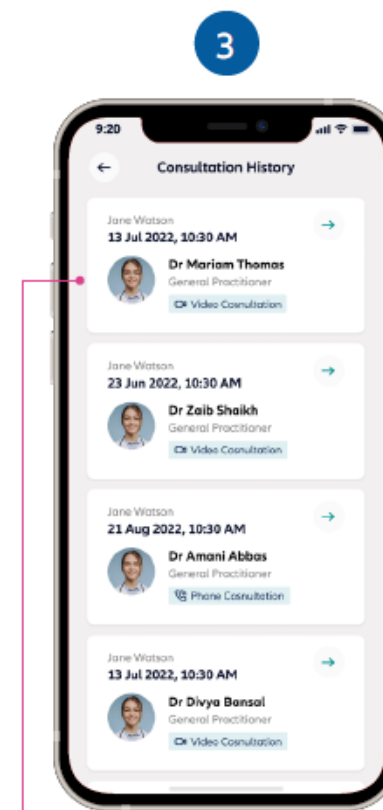 3
9:20
Consultation History
Jane Watson
13 Jul 2022, 10:30 AM
Dr Mariam Thomas
General Practitioner
Video Cosnultation
Jane Watson
23 Jun 2022, 10:30 AM
Dr Zaib Shaikh
General Practitioner
Video Cosnultation
Jane Watson
21 Aug 2022, 10:30 AM
Dr Amani Abbas
General Practitioner
Phone Cosnultation
Jane Watson
13 Jul 2022, 10:30 AM
Dr Divya Bansal
General Practitioner
Video Cosnultation